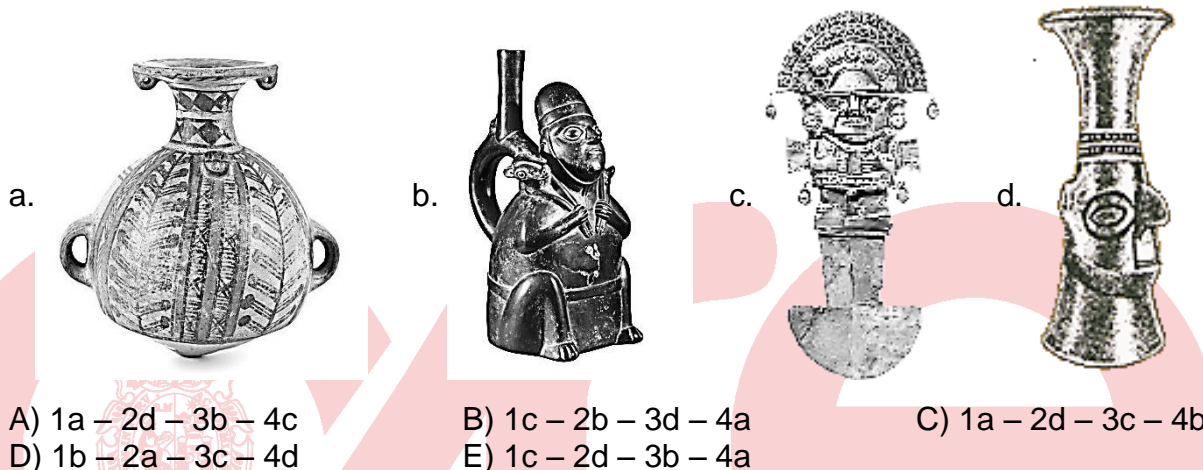 a. b. c. d.
A) 1a – 2d – 3b – 4c B) 1c – 2b – 3d – 4a C) 1a – 2d – 3c – 4b
D) 1b – 2a – 3c – 4d E) 1c – 2d – 3b – 4a